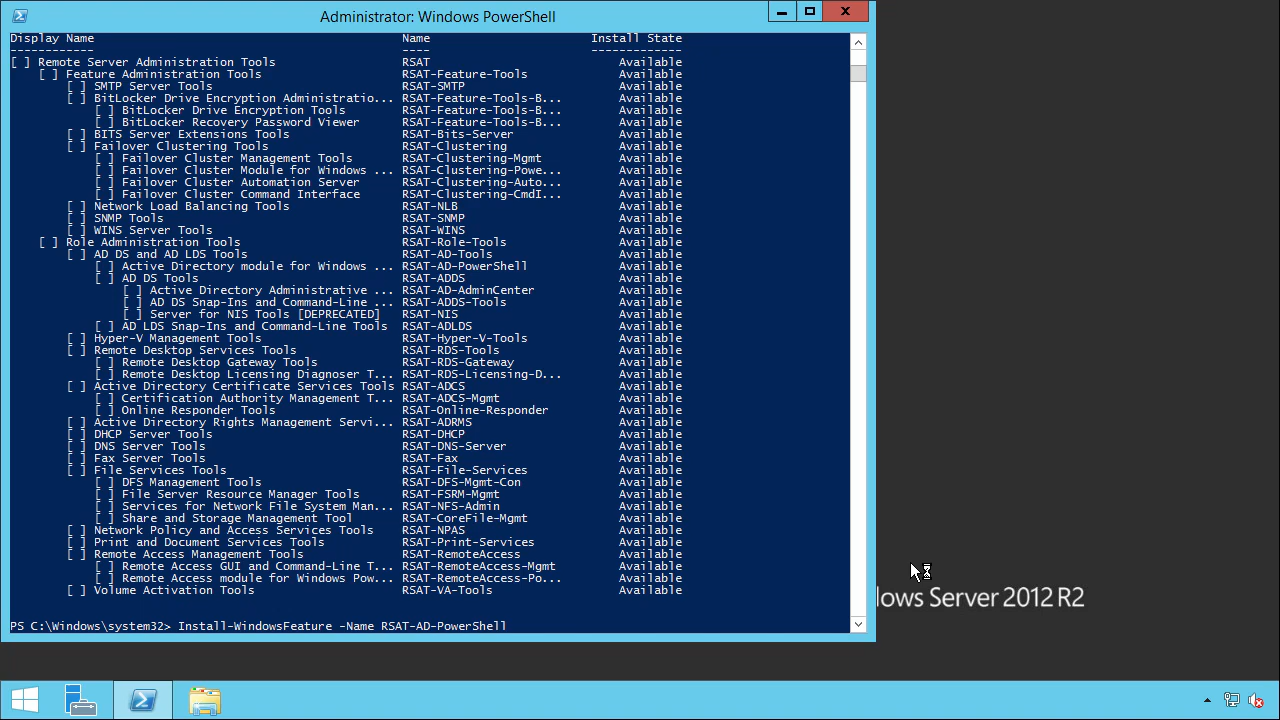 Administrator: Windows PowerShell
Display Name Name Install State
------------ ---- -------------
[ ] Remote Server Administration Tools RSAT Available
[ ] Feature Administration Tools RSAT-Feature-Tools Available
[ ] SMTP Server Tools RSAT-SMTP Available
[ ] BitLocker Drive Encryption Administratio... RSAT-Feature-Tools-B... Available
[ ] BitLocker Drive Encryption Tools RSAT-Feature-Tools-B... Available
[ ] BitLocker Recovery Password Viewer RSAT-Feature-Tools-B... Available
[ ] BITS Server Extensions Tools RSAT-Bits-Server Available
[ ] Failover Clustering Tools RSAT-Clustering Available
[ ] Failover Cluster Management Tools RSAT-Clustering-Mgmt Available
[ ] Failover Cluster Module for Windows ... RSAT-Clustering-Powe... Available
[ ] Failover Cluster Automation Server RSAT-Clustering-Auto... Available
[ ] Failover Cluster Command Interface RSAT-Clustering-CmdI... Available
[ ] Network Load Balancing Tools RSAT-NLB Available
[ ] SNMP Tools RSAT-SNMP Available
[ ] WINS Server Tools RSAT-WINS Available
[ ] Role Administration Tools RSAT-Role-Tools Available
[ ] AD DS and AD LDS Tools RSAT-AD-Tools Available
[ ] Active Directory module for Windows ... RSAT-AD-PowerShell Available
[ ] AD DS Tools RSAT-ADDS Available
[ ] Active Directory Administrative ... RSAT-AD-AdminCenter Available
[ ] AD DS Snap-Ins and Command-Line ... RSAT-ADDS-Tools Available
[ ] Server for NIS Tools [DEPRECATED] RSAT-NIS Available
[ ] AD LDS Snap-Ins and Command-Line Tools RSAT-ADLDS Available
[ ] Hyper-V Management Tools RSAT-Hyper-V-Tools Available
[ ] Remote Desktop Services Tools RSAT-RDS-Tools Available
[ ] Remote Desktop Gateway Tools RSAT-RDS-Gateway Available
[ ] Remote Desktop Licensing Diagnoser T... RSAT-RDS-Licensing-D... Available
[ ] Active Directory Certificate Services Tools RSAT-ADCS Available
[ ] Certification Authority Management T... RSAT-ADCS-Mgmt Available
[ ] Online Responder Tools RSAT-Online-Responder Available
[ ] Active Directory Rights Management Servi... RSAT-ADRMS Available
[ ] DHCP Server Tools RSAT-DHCP Available
[ ] DNS Server Tools RSAT-DNS-Server Available
[ ] Fax Server Tools RSAT-Fax Available
[ ] File Services Tools RSAT-File-Services Available
[ ] DFS Management Tools RSAT-DFS-Mgmt-Con Available
[ ] File Server Resource Manager Tools RSAT-FSRM-Mgmt Available
[ ] Services for Network File System Man... RSAT-NFS-Admin Available
[ ] Share and Storage Management Tool RSAT-CoreFile-Mgmt Available
[ ] Network Policy and Access Services Tools RSAT-NPAS Available
[ ] Print and Document Services Tools RSAT-Print-Services Available
[ ] Remote Access Management Tools RSAT-RemoteAccess Available
[ ] Remote Access GUI and Command-Line T... RSAT-RemoteAccess-Mgmt Available
[ ] Remote Access module for Windows Pow... RSAT-RemoteAccess-Po... Available
[ ] Volume Activation Tools RSAT-VA-Tools Available
PS C:\Windows\system32> Install-WindowsFeature -Name RSAT-AD-PowerShell
dows Server 2012 R2